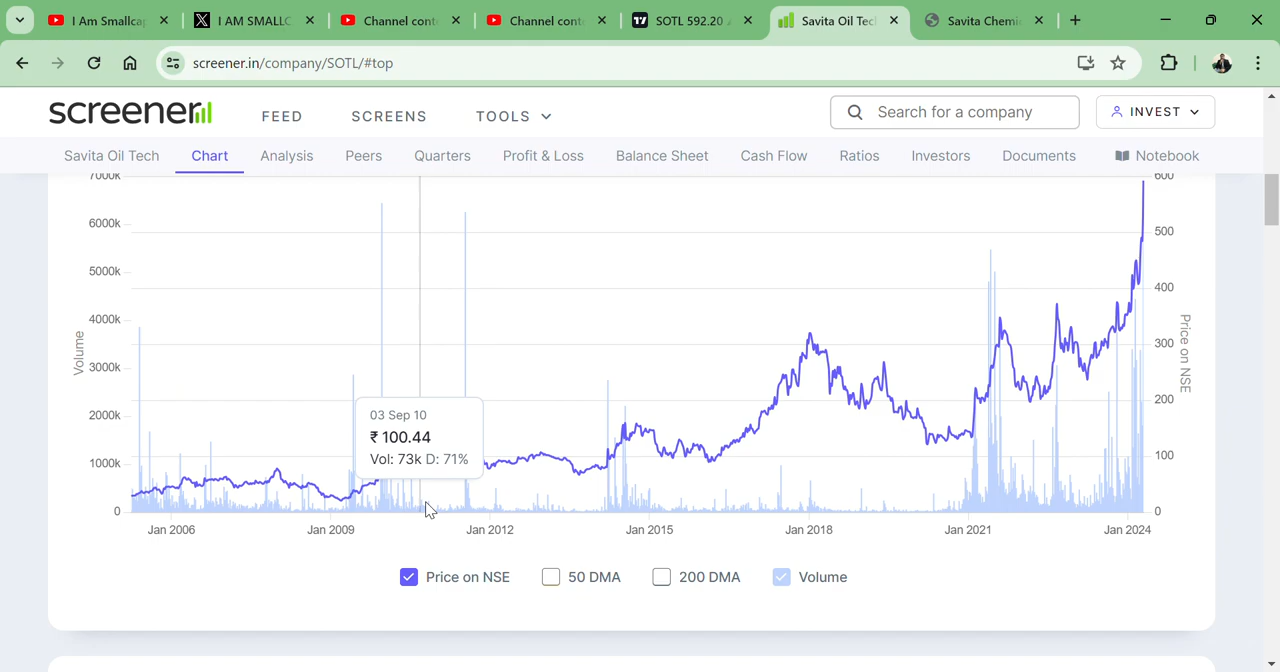 I Am Smallca
I AM SMALLC
Channel cont
Channel cont
SOTL 592.20
Savita Oil Tec
Savita Chemi
screener.in/company/SOTL/#top
screener
FEED
SCREENS
TOOLS
Search for a company
INVEST
Savita Oil Tech
Chart
Analysis
Peers
Quarters
Profit & Loss
Balance Sheet
Cash Flow
Ratios
Investors
Documents
Notebook
7000k
6000k
5000k
4000k
3000k
2000k
1000k
0
Volume
600
500
400
300
200
100
0
Price on NSE
03 Sep 10
₹ 100.44
Vol: 73k D: 71%
Jan 2006
Jan 2009
Jan 2012
Jan 2015
Jan 2018
Jan 2021
Jan 2024
Price on NSE
50 DMA
200 DMA
Volume